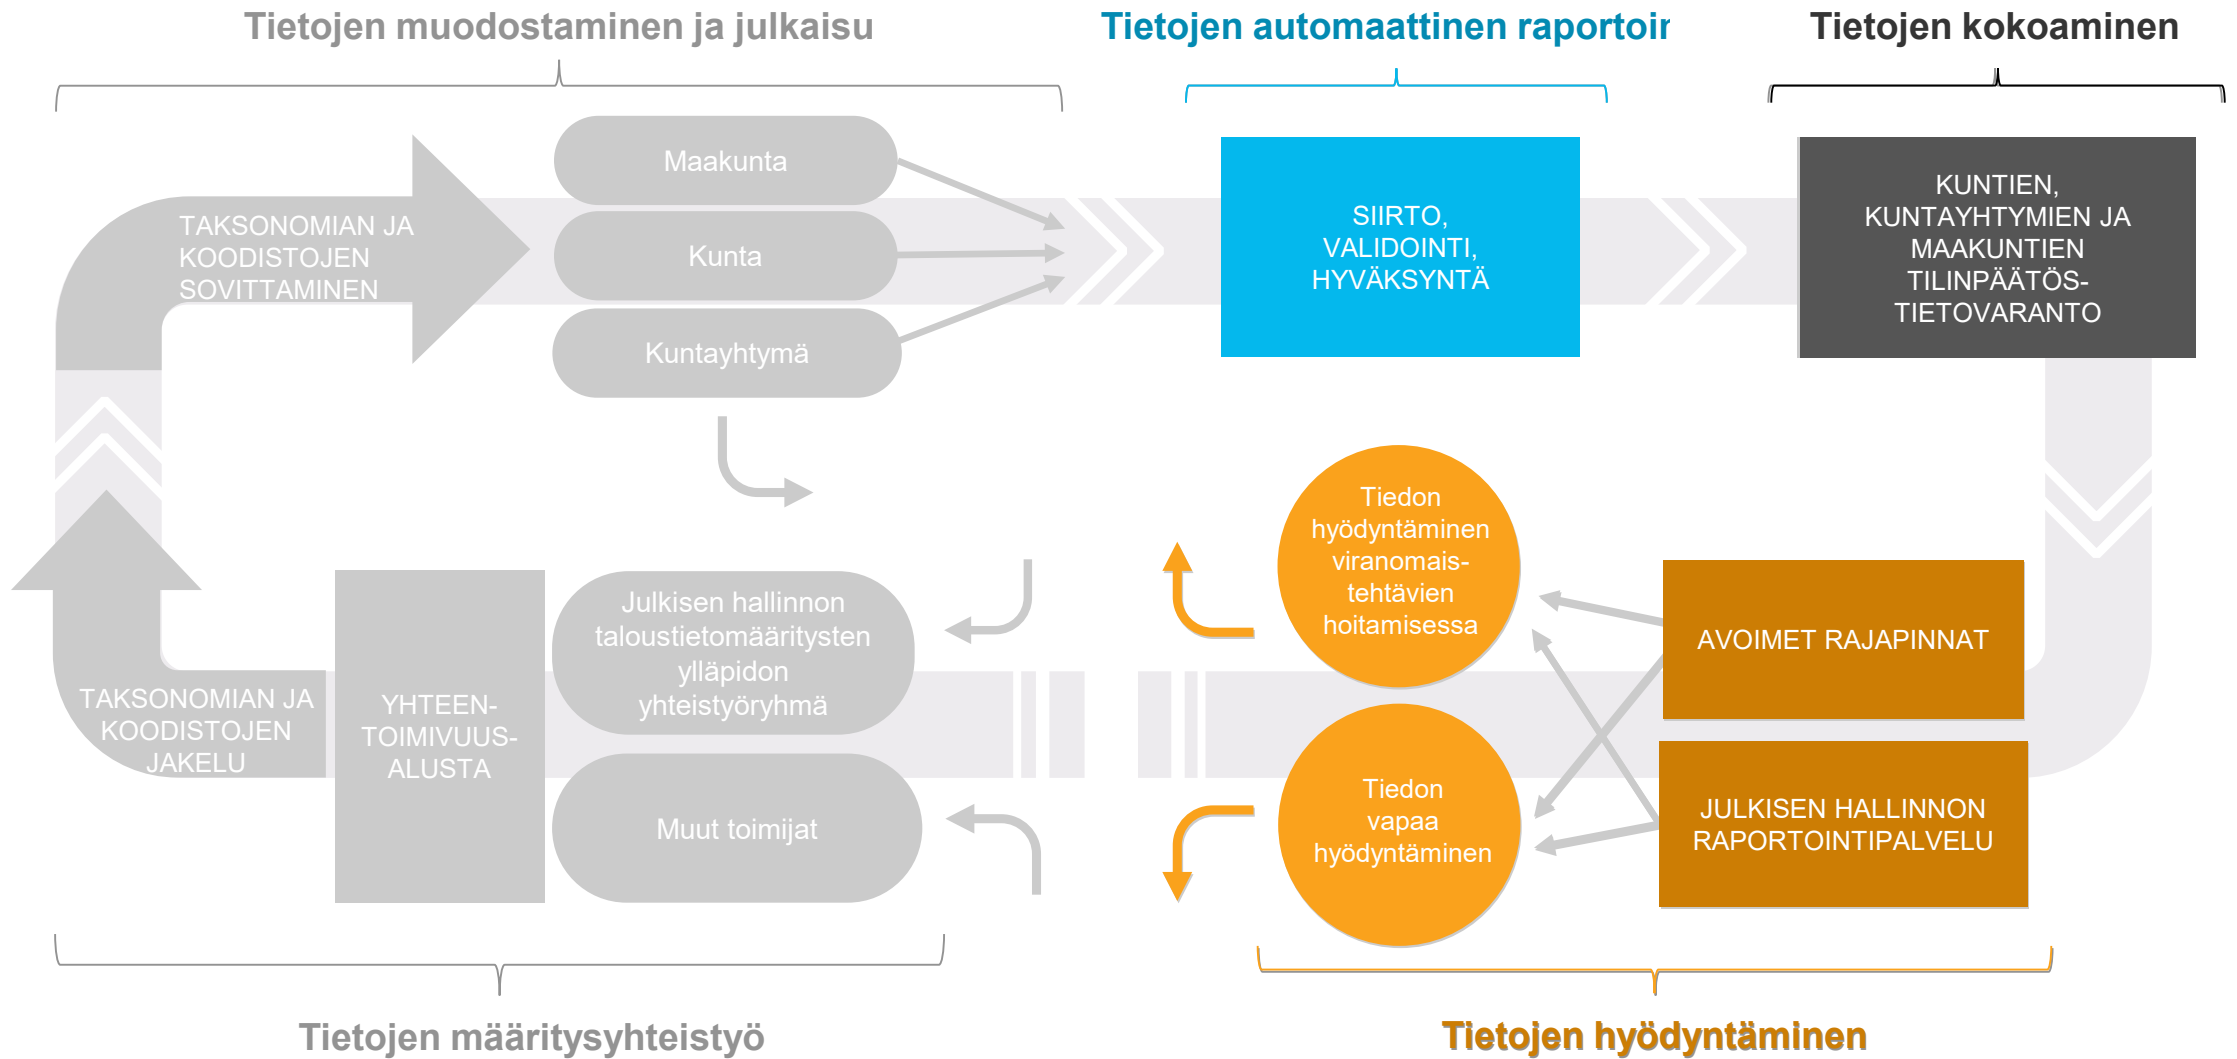 Tietojen muodostaminen ja julkaisu
Tietojen automaattinen raportoin
Tietojen kokoaminen
TAKSONOMIAN JA
KOODISTOJEN
SOVITTAMINEN
Maakunta
Kunta
Kuntayhtymä
SIIRTO,
VALIDOINTI,
HYVÄKSYNTÄ
KUNTIEN,
KUNTAYHTYMIEN JA
MAAKUNTIEN
TILINPÄÄTÖS-
TIETOVARANTO
TAKSONOMIAN JA
KOODISTOJEN
JAKELU
YHTEEN-
TOIMIVUUS-
ALUSTA
Julkisen hallinnon
taloustietomääritysten
ylläpidon
yhteistyöryhmä
Muut toimijat
Tiedon
hyödyntäminen
viranomais-
tehtävien
hoitamisessa
Tiedon
vapaa
hyödyntäminen
AVOIMET RAJAPINNAT
JULKISEN HALLINNON
RAPORTOINTIPALVELU
Tietojen määritysyhteistyö
Tietojen hyödyntäminen